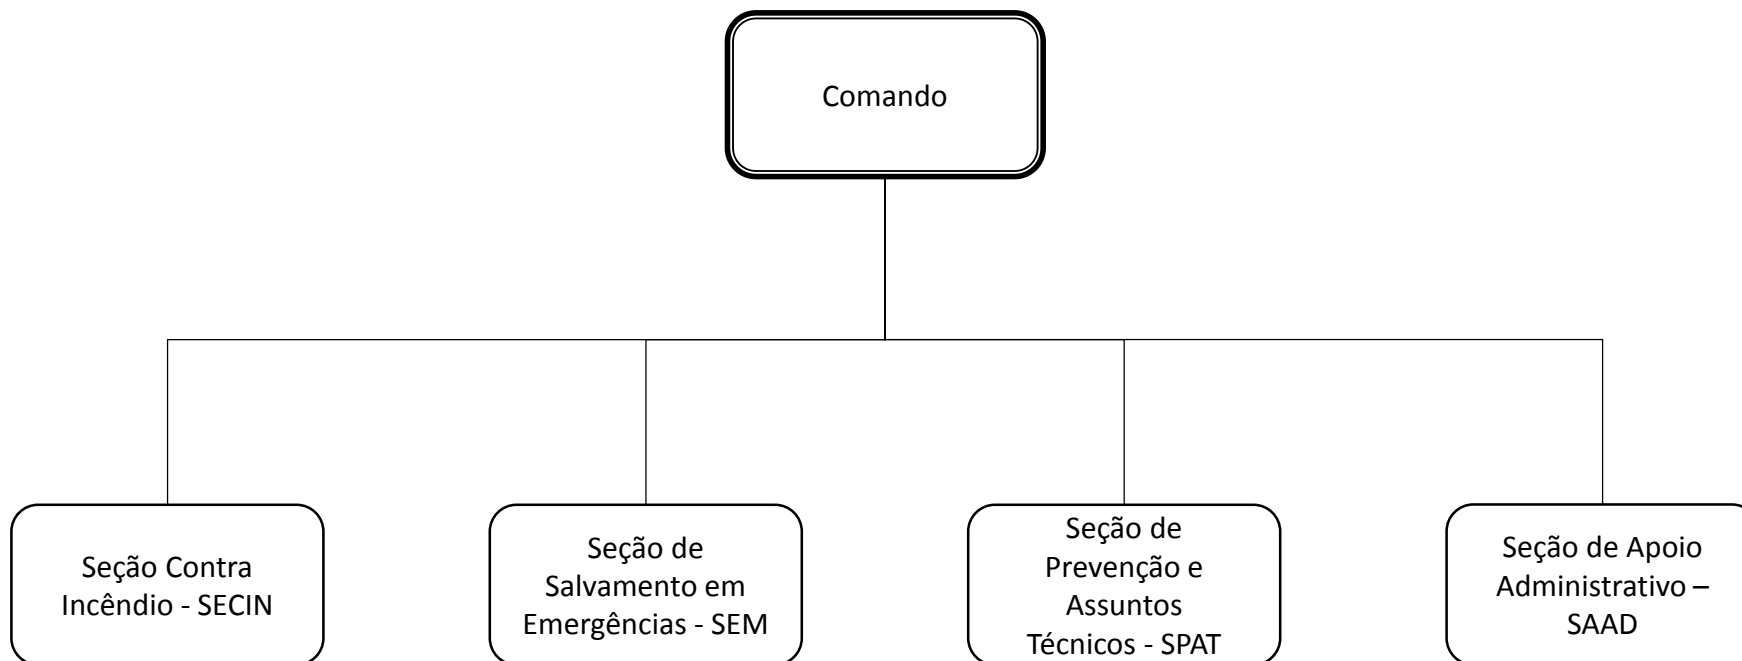 Comando
Seção Contra
Incêndio - SECIN
Seção de
Salvamento em
Emergências - SEM
Seção de
Prevenção e
Assuntos
Técnicos - SPAT
Seção de Apoio
Administrativo –
SAAD